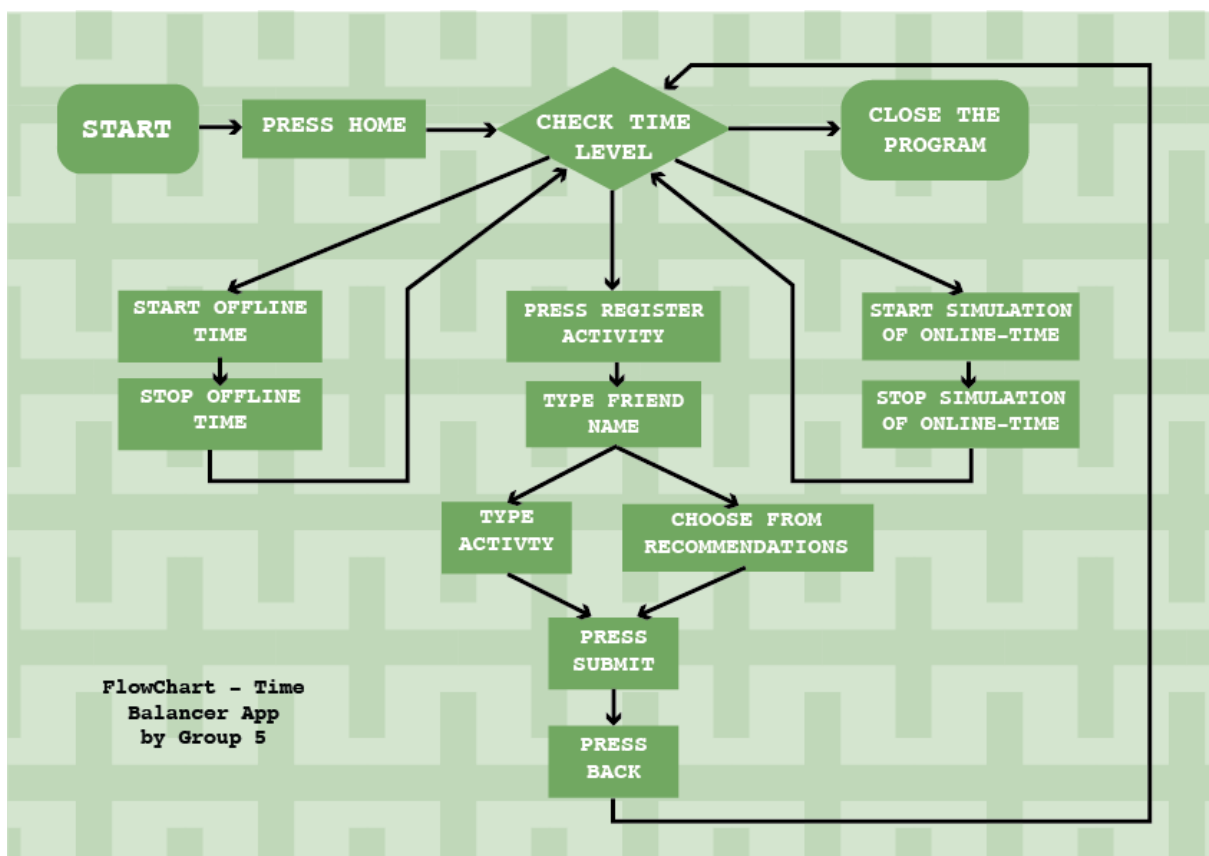 START
PRESS HOME
CHECK TIME
LEVEL
CLOSE THE
PROGRAM
START OFFLINE
TIME
PRESS REGISTER
ACTIVITY
START SIMULATION
OF ONLINE-TIME
STOP OFFLINE
TIME
TYPE FRIEND
NAME
STOP SIMULATION
OF ONLINE-TIME
TYPE
ACTIVTY
CHOOSE FROM
RECOMMENDATIONS
PRESS
SUBMIT
PRESS
BACK
FlowChart - Time
Balancer App
by Group 5